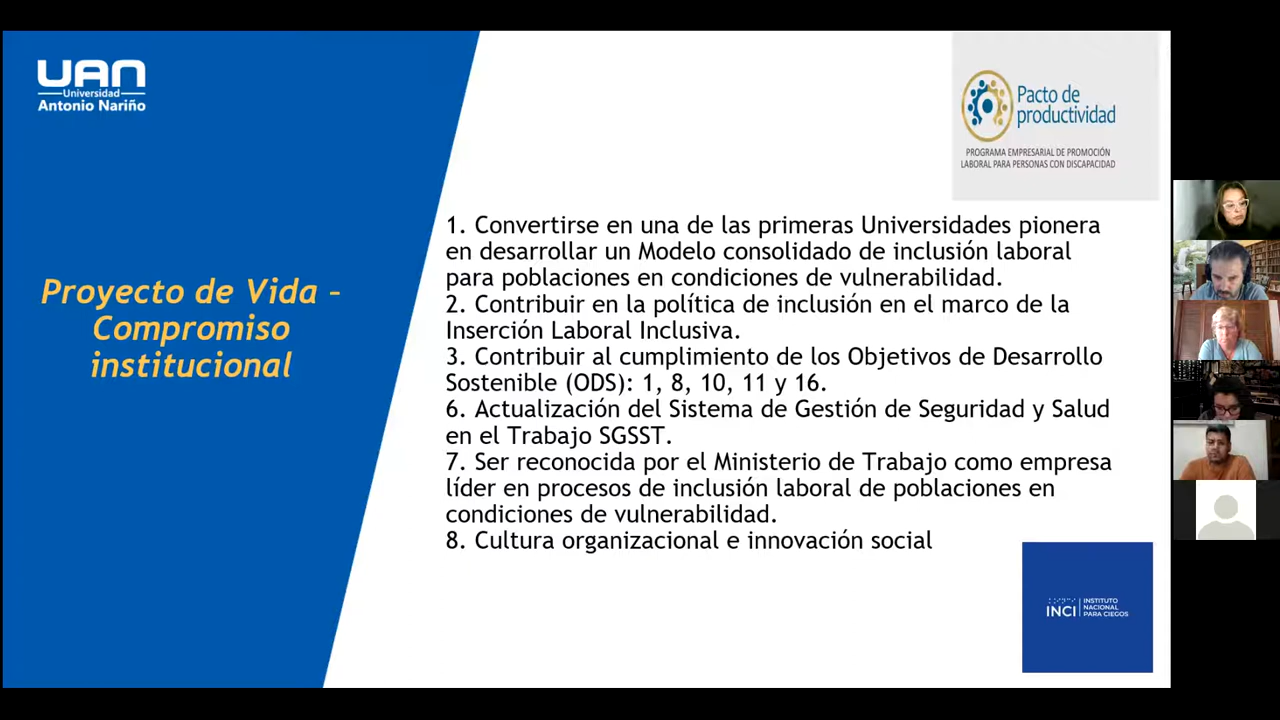 UAN
Universidad
Antonio Nariño
Proyecto de Vida –
Compromiso
institucional
Pacto de
productividad
PROGRAMA EMPRESARIAL DE PROMOCIÓN
LABORAL PARA PERSONAS CON DISCAPACIDAD
1. Convertirse en una de las primeras Universidades pionera
en desarrollar un Modelo consolidado de inclusión laboral
para poblaciones en condiciones de vulnerabilidad.
2. Contribuir en la política de inclusión en el marco de la
Inserción Laboral Inclusiva.
3. Contribuir al cumplimiento de los Objetivos de Desarrollo
Sostenible (ODS): 1, 8, 10, 11 y 16.
6. Actualización del Sistema de Gestión de Seguridad y Salud
en el Trabajo SGSST.
7. Ser reconocida por el Ministerio de Trabajo como empresa
líder en procesos de inclusión laboral de poblaciones en
condiciones de vulnerabilidad.
8. Cultura organizacional e innovación social
INCI
INSTITUTO
NACIONAL
PARA CIEGOS